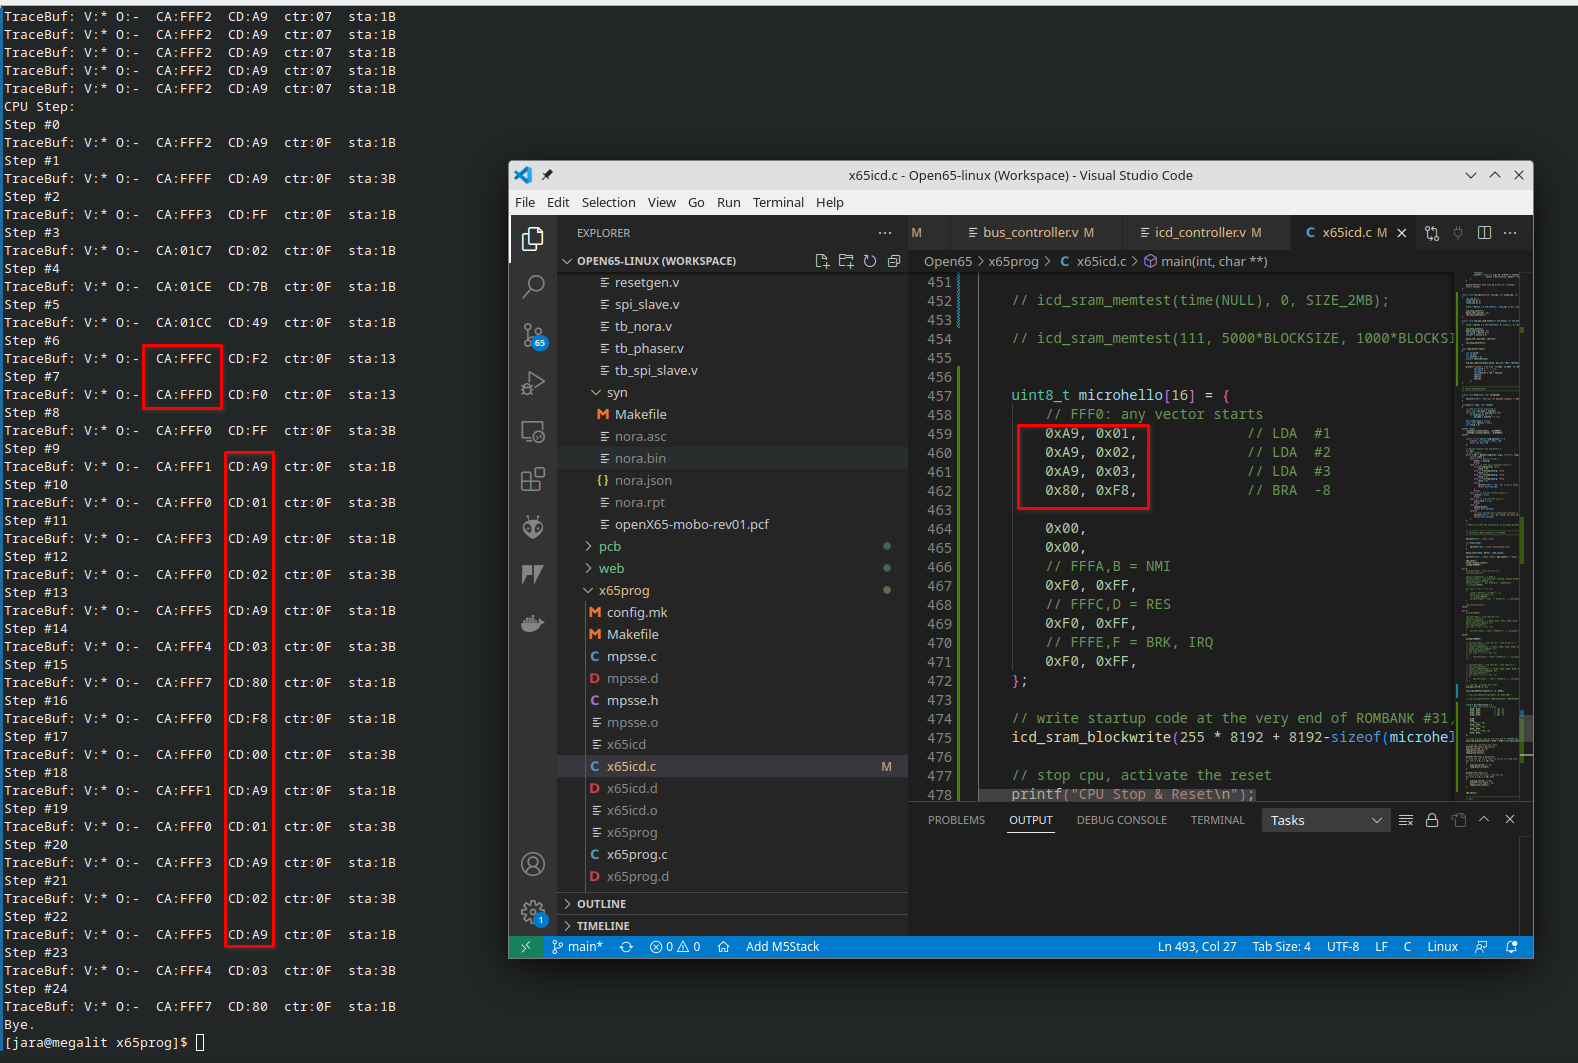 TraceBuf: V:* O:-  CA:FFF2  CD:A9  ctr:07  sta:1B
TraceBuf: V:* O:-  CA:FFF2  CD:A9  ctr:07  sta:1B
TraceBuf: V:* O:-  CA:FFF2  CD:A9  ctr:07  sta:1B
TraceBuf: V:* O:-  CA:FFF2  CD:A9  ctr:07  sta:1B
TraceBuf: V:* O:-  CA:FFF2  CD:A9  ctr:07  sta:1B
CPU Step:
Step #0
TraceBuf: V:* O:-  CA:FFF2  CD:A9  ctr:0F  sta:1B
Step #1
TraceBuf: V:* O:-  CA:FFFF  CD:A9  ctr:0F  sta:3B
Step #2
TraceBuf: V:* O:-  CA:FFF3  CD:FF  ctr:0F  sta:1B
Step #3
TraceBuf: V:* O:-  CA:01C7  CD:02  ctr:0F  sta:1B
Step #4
TraceBuf: V:* O:-  CA:01CE  CD:7B  ctr:0F  sta:1B
Step #5
TraceBuf: V:* O:-  CA:01CC  CD:49  ctr:0F  sta:1B
Step #6
TraceBuf: V:* O:-  CA:FFFC  CD:F2  ctr:0F  sta:13
Step #7
TraceBuf: V:* O:-  CA:FFFD  CD:F0  ctr:0F  sta:13
Step #8
TraceBuf: V:* O:-  CA:FFF0  CD:FF  ctr:0F  sta:3B
Step #9
TraceBuf: V:* O:-  CA:FFF1  CD:A9  ctr:0F  sta:1B
Step #10
TraceBuf: V:* O:-  CA:FFF0  CD:01  ctr:0F  sta:3B
Step #11
TraceBuf: V:* O:-  CA:FFF3  CD:A9  ctr:0F  sta:1B
Step #12
TraceBuf: V:* O:-  CA:FFF0  CD:02  ctr:0F  sta:3B
Step #13
TraceBuf: V:* O:-  CA:FFF5  CD:A9  ctr:0F  sta:1B
Step #14
TraceBuf: V:* O:-  CA:FFF4  CD:03  ctr:0F  sta:3B
Step #15
TraceBuf: V:* O:-  CA:FFF7  CD:80  ctr:0F  sta:1B
Step #16
TraceBuf: V:* O:-  CA:FFF0  CD:F8  ctr:0F  sta:1B
Step #17
TraceBuf: V:* O:-  CA:FFF0  CD:00  ctr:0F  sta:3B
Step #18
TraceBuf: V:* O:-  CA:FFF1  CD:A9  ctr:0F  sta:1B
Step #19
TraceBuf: V:* O:-  CA:FFF0  CD:01  ctr:0F  sta:3B
Step #20
TraceBuf: V:* O:-  CA:FFF3  CD:A9  ctr:0F  sta:1B
Step #21
TraceBuf: V:* O:-  CA:FFF0  CD:02  ctr:0F  sta:3B
Step #22
TraceBuf: V:* O:-  CA:FFF5  CD:A9  ctr:0F  sta:1B
Step #23
TraceBuf: V:* O:-  CA:FFF4  CD:03  ctr:0F  sta:3B
Step #24
TraceBuf: V:* O:-  CA:FFF7  CD:80  ctr:0F  sta:1B
Bye.
[jara@megalit x65prog]$
x65icd.c - Open65-linux (Workspace) - Visual Studio Code
File Edit Selection View Go Run Terminal Help
EXPLORER
OPEN65-LINUX (WORKSPACE)
resetgen.v
spi_slave.v
tb_nora.v
tb_phaser.v
tb_spi_slave.v
syn
M Makefile
nora.asc
nora.bin
{} nora.json
nora.rpt
openX65-mobo-rev01.pcf
pcb
web
x65prog
M config.mk
M Makefile
C mpsse.c
D mpsse.d
C mpsse.h
mpsse.o
x65icd
C x65icd.c M
D x65icd.d
x65icd.o
x65prog
C x65prog.c
D x65prog.d
OUTLINE
TIMELINE
65
1
M bus_controller.v M icd_controller.v M C x65icd.c M
Open65 > x65prog > C x65icd.c > main(int, char **)
451
452 // icd_sram_memtest(time(NULL), 0, SIZE_2MB);
453
454 // icd_sram_memtest(111, 5000*BLOCKSIZE, 1000*BLOCKSI
455
456
457 uint8_t microhello[16] = {
458 // FFF0: any vector starts
459 0xA9, 0x01, // LDA #1
460 0xA9, 0x02, // LDA #2
461 0xA9, 0x03, // LDA #3
462 0x80, 0xF8, // BRA -8
463
464 0x00,
465 0x00,
466 // FFFA,B = NMI
467 0xF0, 0xFF,
468 // FFFC,D = RES
469 0xF0, 0xFF,
470 // FFFE,F = BRK, IRQ
471 0xF0, 0xFF,
472 };
473
474 // write startup code at the very end of ROMBANK #31,
475 icd_sram_blockwrite(255 * 8192 + 8192-sizeof(microhel
476
477 // stop cpu, activate the reset
478 printf("CPU Stop & Reset\n");
PROBLEMS OUTPUT DEBUG CONSOLE TERMINAL Tasks
main* 0 0 Add M5Stack Ln 493, Col 27 Tab Size: 4 UTF-8 LF C Linux